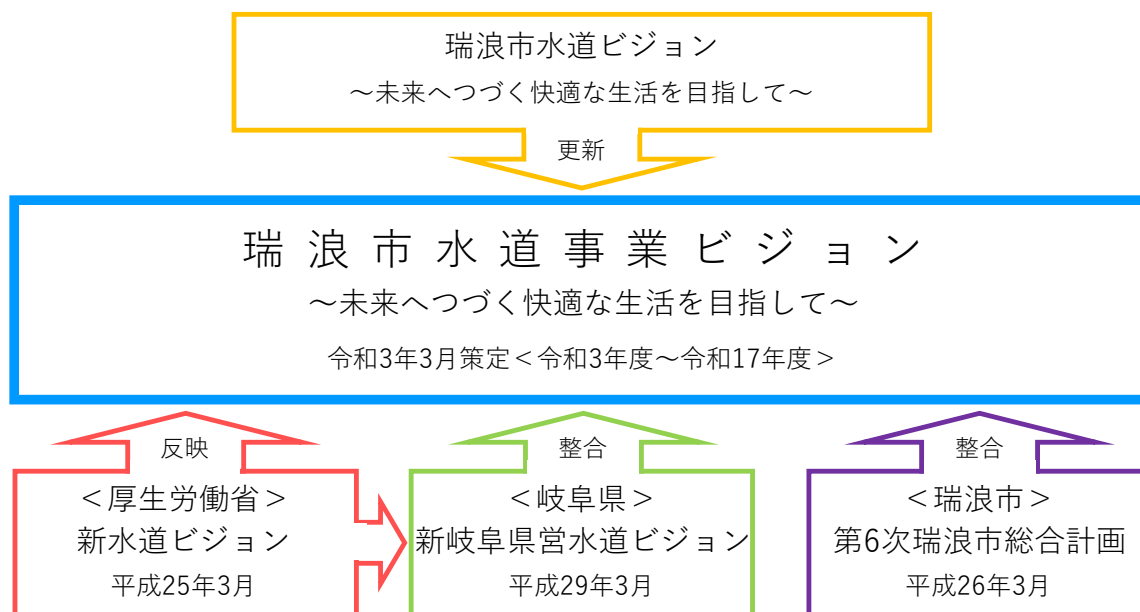 瑞浪市水道ビジョン
～未来へつづく快適な生活を目指して～
更新
瑞浪市水道事業ビジョン
～未来へつづく快適な生活を目指して～
令和3年3月策定＜令和3年度～令和17年度＞
反映
整合
整合
＜厚生労働省＞
新水道ビジョン
平成25年3月
＜岐阜県＞
新岐阜県営水道ビジョン
平成29年3月
＜瑞浪市＞
第6次瑞浪市総合計画
平成26年3月